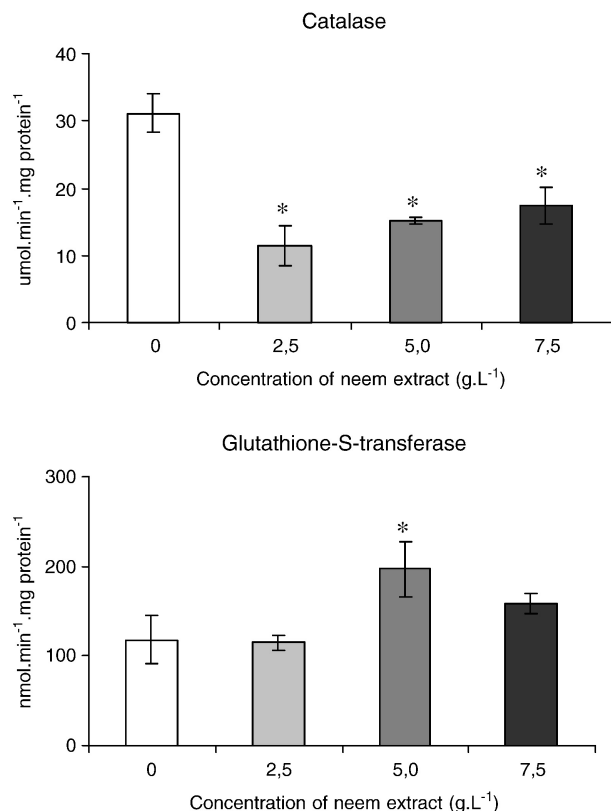 Catalase
umol.min⁻¹.mg protein⁻¹
40
30
20
10
0
*
*
*
0 2,5 5,0 7,5
Concentration of neem extract (g.L⁻¹)
Glutathione-S-transferase
nmol.min⁻¹.mg protein⁻¹
300
200
100
0
*
0 2,5 5,0 7,5
Concentration of neem extract (g.L⁻¹)